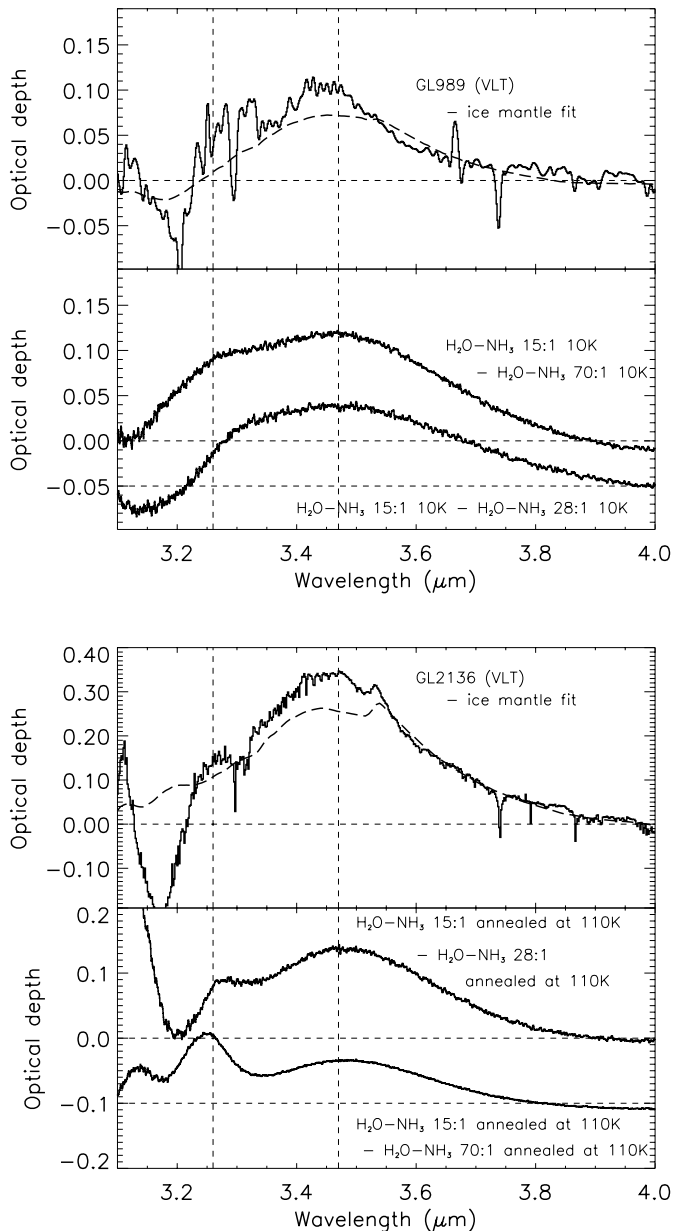 0.15
GL989 (VLT)
0.10
– ice mantle fit
0.05
0.00
−0.05
Optical depth
0.15
0.10
H₂O−NH₃ 15:1 10K
– H₂O−NH₃ 70:1 10K
0.05
0.00
−0.05
H₂O−NH₃ 15:1 10K − H₂O−NH₃ 28:1 10K
Optical depth
3.2 3.4 3.6 3.8 4.0
Wavelength (μm)
0.40
GL2136 (VLT)
– ice mantle fit
0.30
0.20
0.10
0.00
−0.10
Optical depth
0.2
H₂O−NH₃ 15:1 annealed at 110K
– H₂O−NH₃ 28:1
annealed at 110K
0.1
0.0
−0.1
H₂O−NH₃ 15:1 annealed at 110K
– H₂O−NH₃ 70:1 annealed at 110K
−0.2
Optical depth
3.2 3.4 3.6 3.8 4.0
Wavelength (μm)